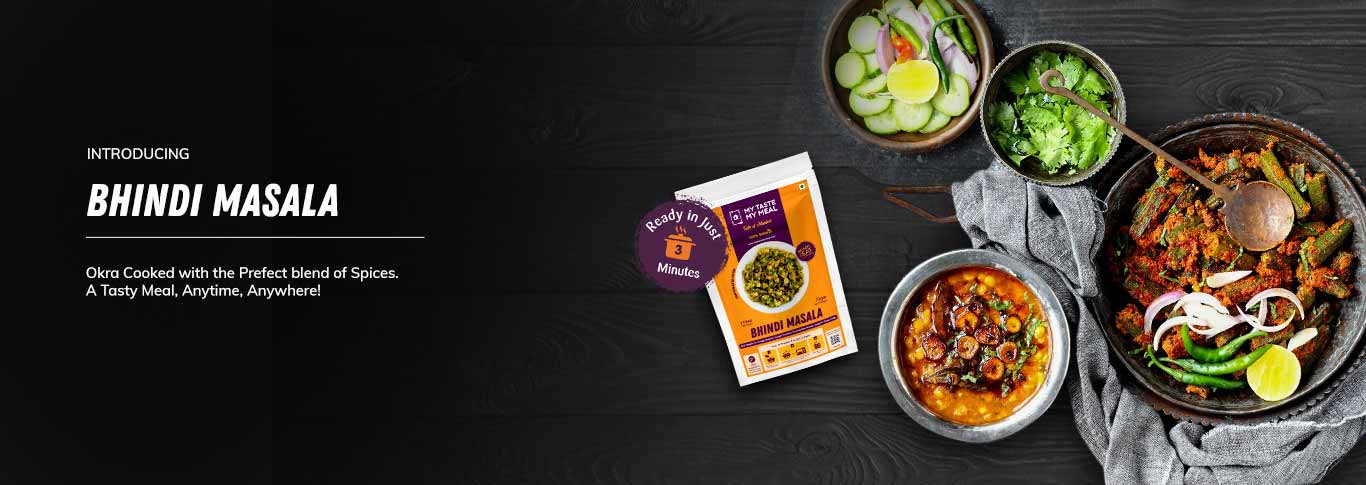 INTRODUCING
BHINDI MASALA
Okra Cooked with the Prefect blend of Spices.
A Tasty Meal, Anytime, Anywhere!
Ready in Just
3
Minutes
MY TASTE
MY MEAL
BHINDI MASALA